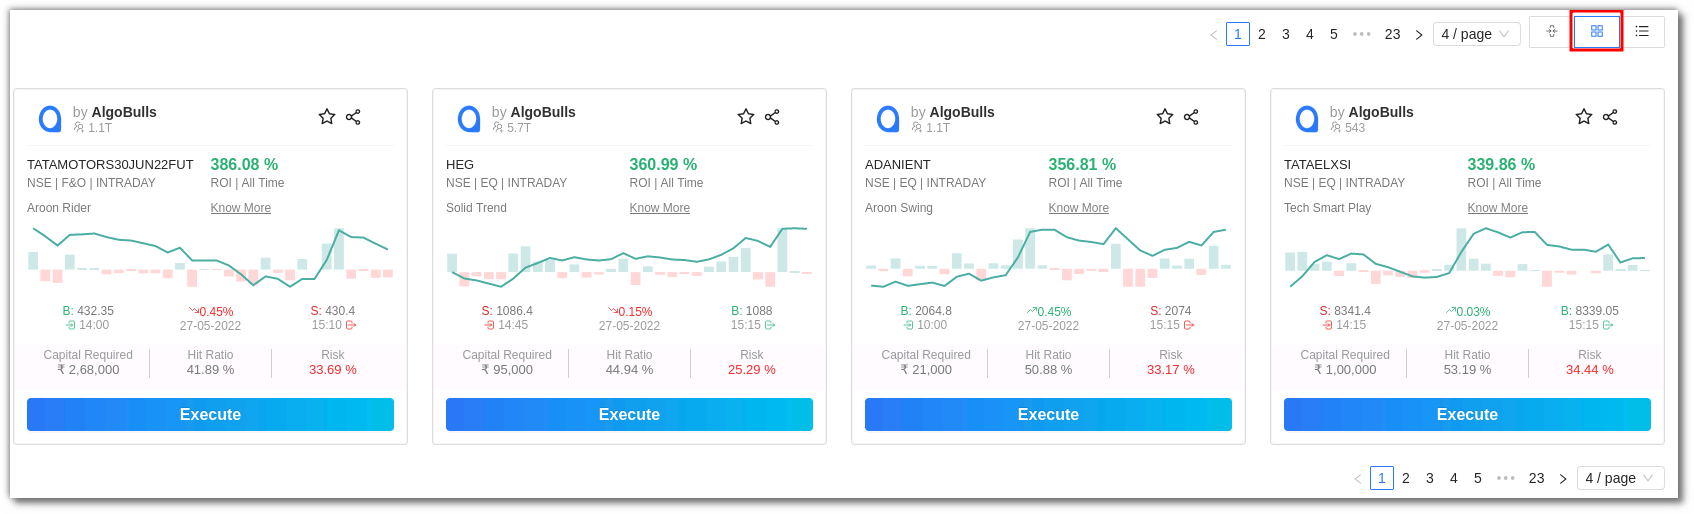 1 2 3 4 5 ••• 23 4 / page
by AlgoBulls
1.1T
TATAMOTORS30JUN22FUT 386.08 %
NSE | F&O | INTRADAY ROI | All Time
Aroon Rider Know More
B: 432.35 0.45% S: 430.4
14:00 27-05-2022 15:10
Capital Required Hit Ratio Risk
₹ 2,68,000 41.89 % 33.69 %
Execute
by AlgoBulls
5.7T
HEG 360.99 %
NSE | EQ | INTRADAY ROI | All Time
Solid Trend Know More
S: 1086.4 0.15% B: 1088
14:45 27-05-2022 15:15
Capital Required Hit Ratio Risk
₹ 95,000 44.94 % 25.29 %
Execute
by AlgoBulls
1.1T
ADANIENT 356.81 %
NSE | EQ | INTRADAY ROI | All Time
Aroon Swing Know More
B: 2064.8 0.45% S: 2074
10:00 27-05-2022 15:15
Capital Required Hit Ratio Risk
₹ 21,000 50.88 % 33.17 %
Execute
by AlgoBulls
543
TATAELXSI 339.86 %
NSE | EQ | INTRADAY ROI | All Time
Tech Smart Play Know More
S: 8341.4 0.03% B: 8339.05
14:15 27-05-2022 15:15
Capital Required Hit Ratio Risk
₹ 1,00,000 53.19 % 34.44 %
Execute
1 2 3 4 5 ••• 23 4 / page